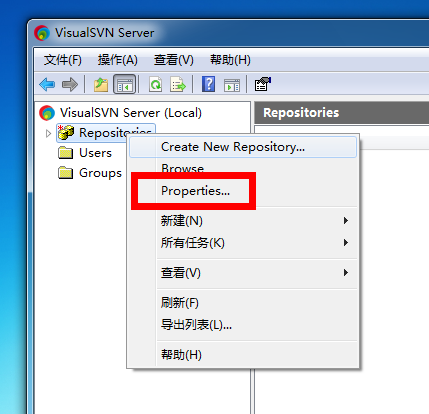 VisualSVN Server
文件(F) 操作(A) 查看(V) 帮助(H)
VisualSVN Server (Local)
Repositories
Users
Groups
Repositories
Create New Repository...
Browse
Properties...
新建(N)
所有任务(K)
查看(V)
刷新(F)
导出列表(L)...
帮助(H)